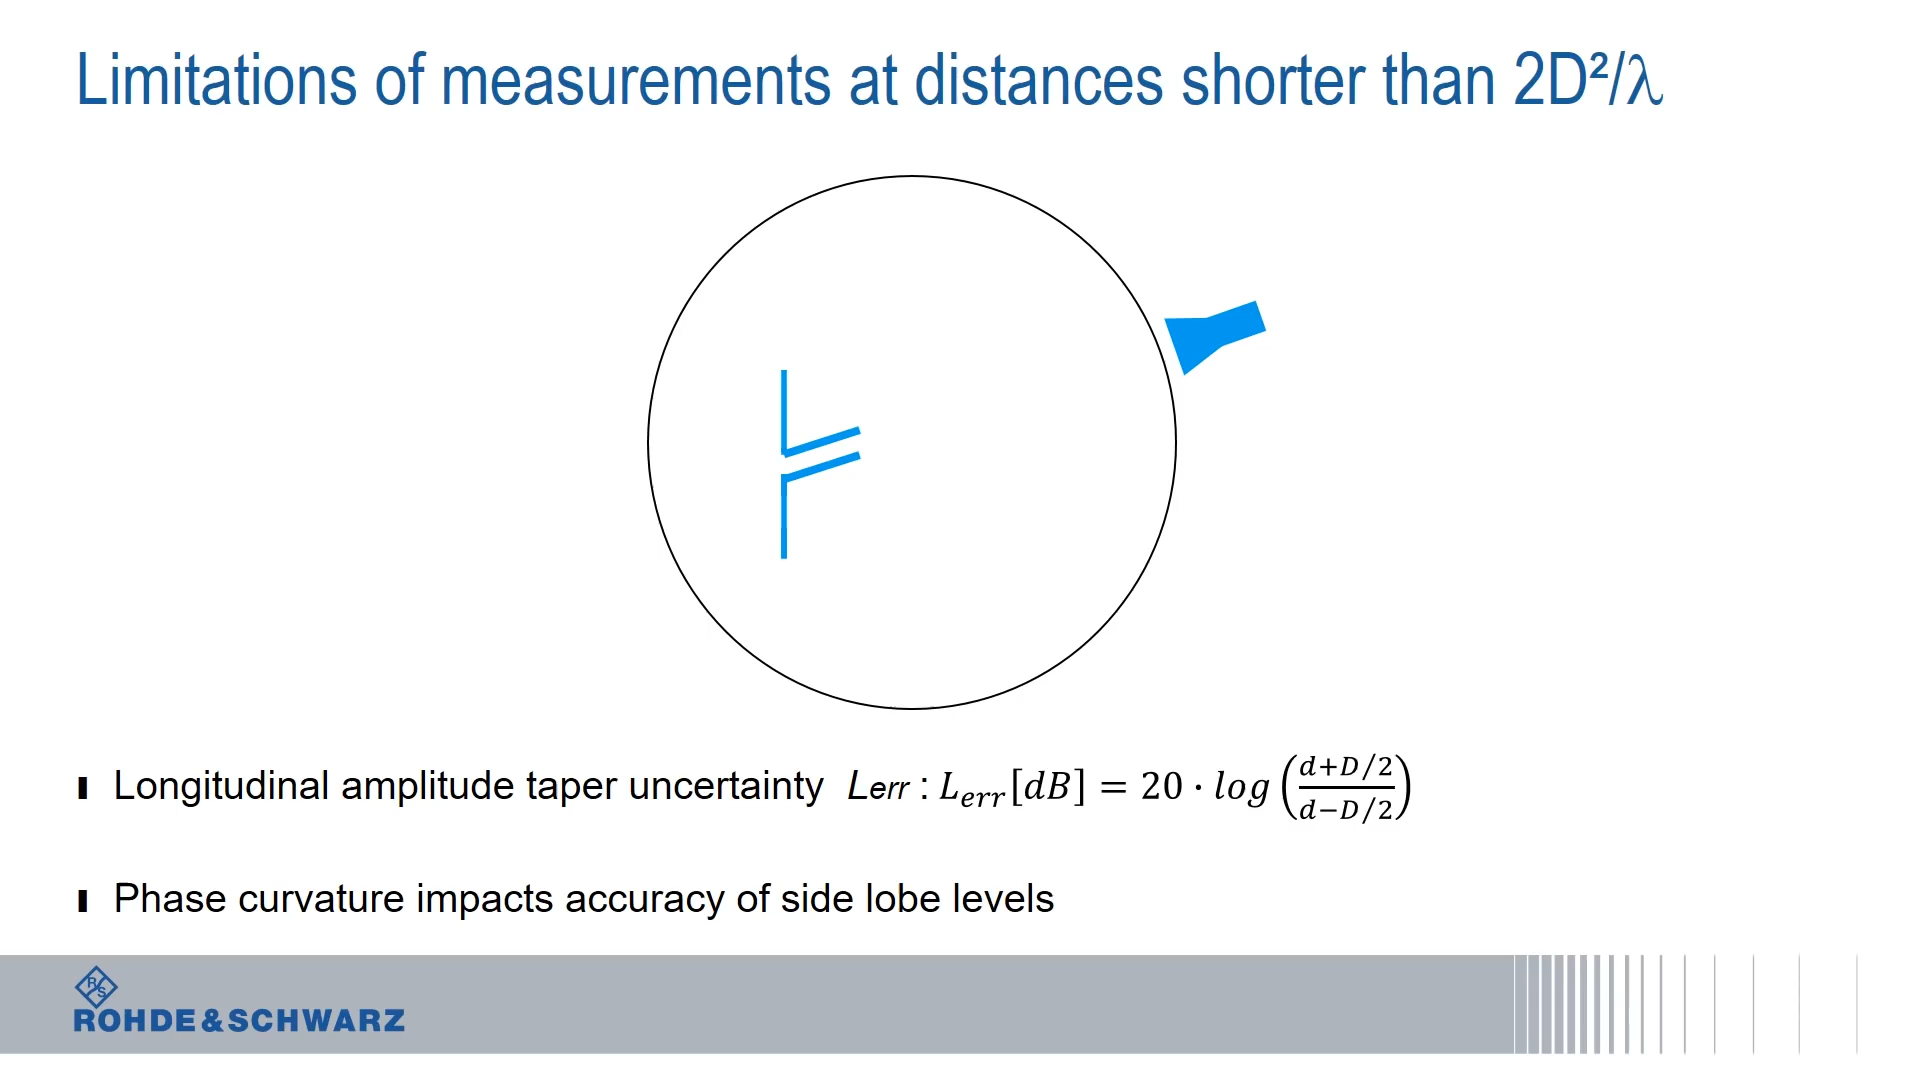 Limitations of measurements at distances shorter than 2D²/λ
Longitudinal amplitude taper uncertainty Lerr : L_err[dB] = 20 · log((d+D/2)/(d−D/2))
Phase curvature impacts accuracy of side lobe levels
R S
ROHDE&SCHWARZ